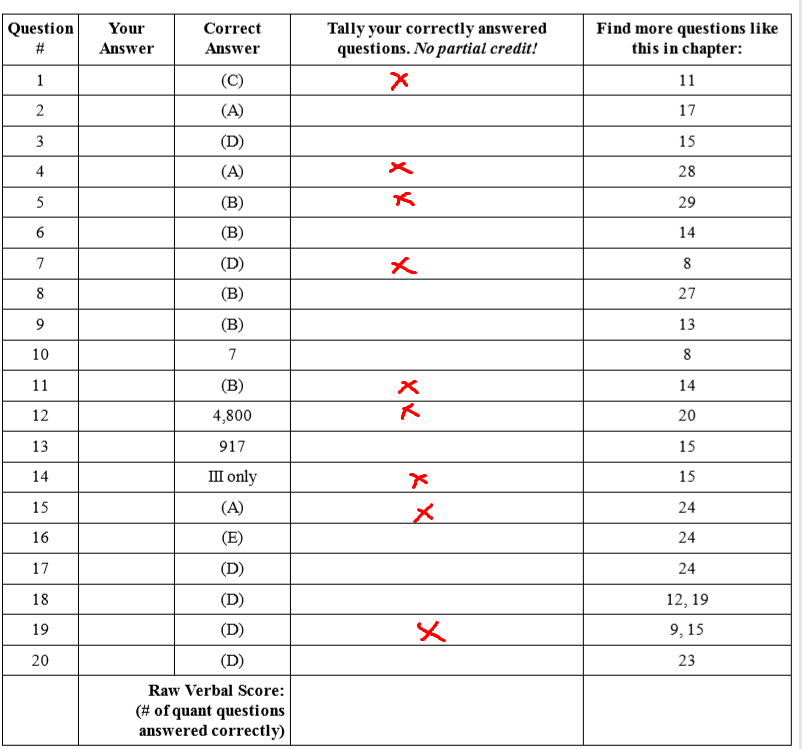 Question # Your Answer Correct Answer Tally your correctly answered questions. No partial credit! Find more questions like this in chapter:
1 (C) 11
2 (A) 17
3 (D) 15
4 (A) 28
5 (B) 29
6 (B) 14
7 (D) 8
8 (B) 27
9 (B) 13
10 7 8
11 (B) 14
12 4,800 20
13 917 15
14 III only 15
15 (A) 24
16 (E) 24
17 (D) 24
18 (D) 12, 19
19 (D) 9, 15
20 (D) 23
Raw Verbal Score:
(# of quant questions
answered correctly)